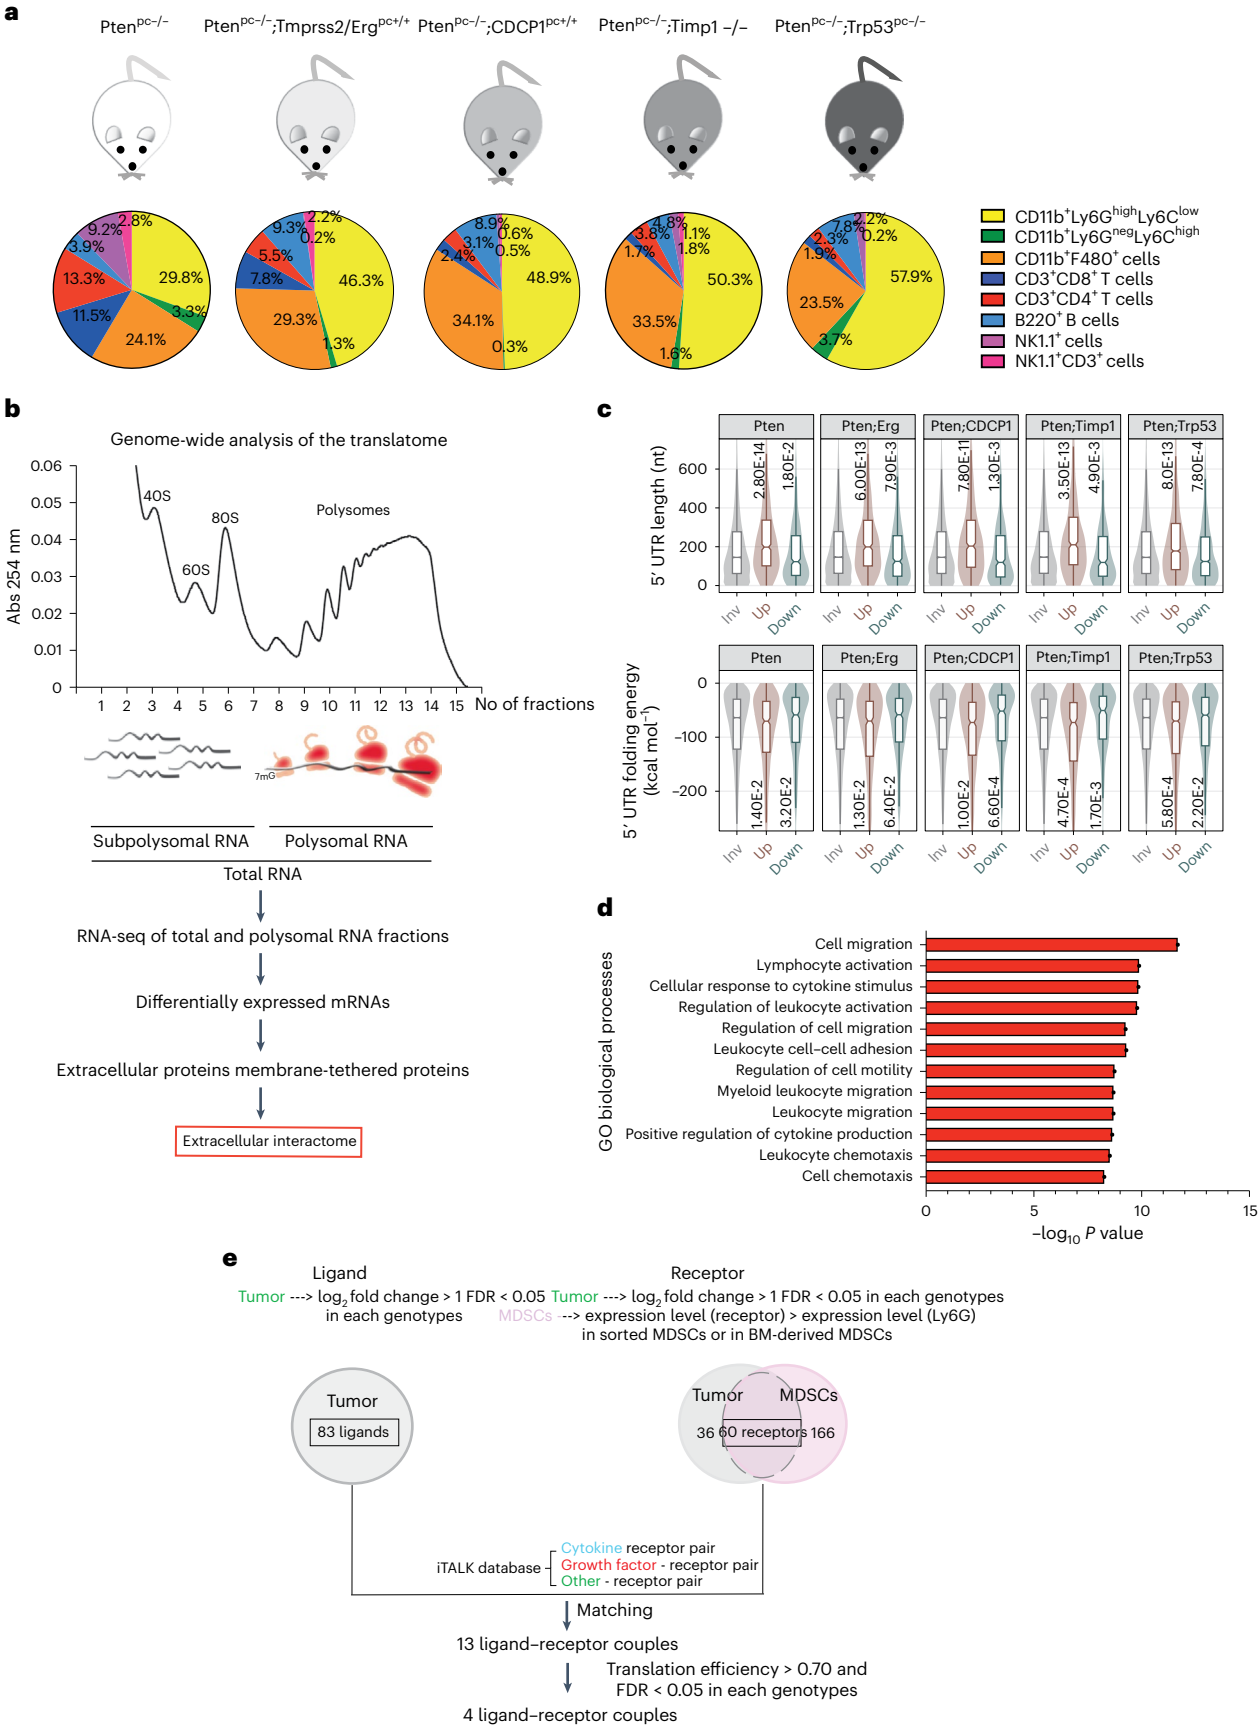 a
Pten^pc−/− Pten^pc−/−;Tmprss2/Erg^pc+/+ Pten^pc−/−;CDCP1^pc+/+ Pten^pc−/−;Timp1 −/− Pten^pc−/−;Trp53^pc−/−
2.8%
9.2%
3.9%
13.3%
11.5%
24.1%
3.3%
29.8%
2.2%
0.2%
9.3%
5.5%
7.8%
29.3%
1.3%
46.3%
8.9%
0.6%
3.1%
0.5%
2.4%
34.1%
0.3%
48.9%
4.8%
1.1%
3.8%
1.8%
1.7%
33.5%
1.6%
50.3%
2.2%
7.8%
0.2%
2.3%
1.9%
23.5%
3.7%
57.9%
CD11b⁺Ly6G^high Ly6C^low
CD11b⁺Ly6G^neg Ly6C^high
CD11b⁺F480⁺ cells
CD3⁺CD8⁺ T cells
CD3⁺CD4⁺ T cells
B220⁺ B cells
NK1.1⁺ cells
NK1.1⁺CD3⁺ cells
b
Genome-wide analysis of the translatome
Abs 254 nm
0.06
0.05
0.04
0.03
0.02
0.01
0
40S
60S
80S
Polysomes
1 2 3 4 5 6 7 8 9 10 11 12 13 14 15 No of fractions
7mG
Subpolysomal RNA Polysomal RNA
Total RNA
RNA-seq of total and polysomal RNA fractions
Differentially expressed mRNAs
Extracellular proteins membrane-tethered proteins
Extracellular interactome
c
Pten Pten;Erg Pten;CDCP1 Pten;Timp1 Pten;Trp53
5′ UTR length (nt)
600
400
200
0
2.80E-14 1.80E-2 6.00E-13 7.90E-3 7.80E-11 1.30E-3 3.50E-13 4.90E-3 8.0E-13 7.80E-4
Inv Up Down Inv Up Down Inv Up Down Inv Up Down Inv Up Down
Pten Pten;Erg Pten;CDCP1 Pten;Timp1 Pten;Trp53
5′ UTR folding energy
(kcal mol⁻¹)
0
−100
−200
1.40E-2 3.20E-2 1.30E-2 6.40E-2 1.00E-2 6.60E-4 4.70E-4 1.70E-3 5.80E-4 2.20E-2
Inv Up Down Inv Up Down Inv Up Down Inv Up Down Inv Up Down
d
GO biological processes
Cell migration
Lymphocyte activation
Cellular response to cytokine stimulus
Regulation of leukocyte activation
Regulation of cell migration
Leukocyte cell–cell adhesion
Regulation of cell motility
Myeloid leukocyte migration
Leukocyte migration
Positive regulation of cytokine production
Leukocyte chemotaxis
Cell chemotaxis
0 5 10 15
−log₁₀ P value
e
Ligand
Tumor ---> log₂ fold change > 1 FDR < 0.05
in each genotypes
Receptor
Tumor ---> log₂ fold change > 1 FDR < 0.05 in each genotypes
MDSCs ---> expression level (receptor) > expression level (Ly6G)
in sorted MDSCs or in BM-derived MDSCs
Tumor
83 ligands
Tumor MDSCs
36 60 receptors 166
iTALK database
Cytokine receptor pair
Growth factor - receptor pair
Other - receptor pair
Matching
13 ligand–receptor couples
Translation efficiency > 0.70 and
FDR < 0.05 in each genotypes
4 ligand–receptor couples